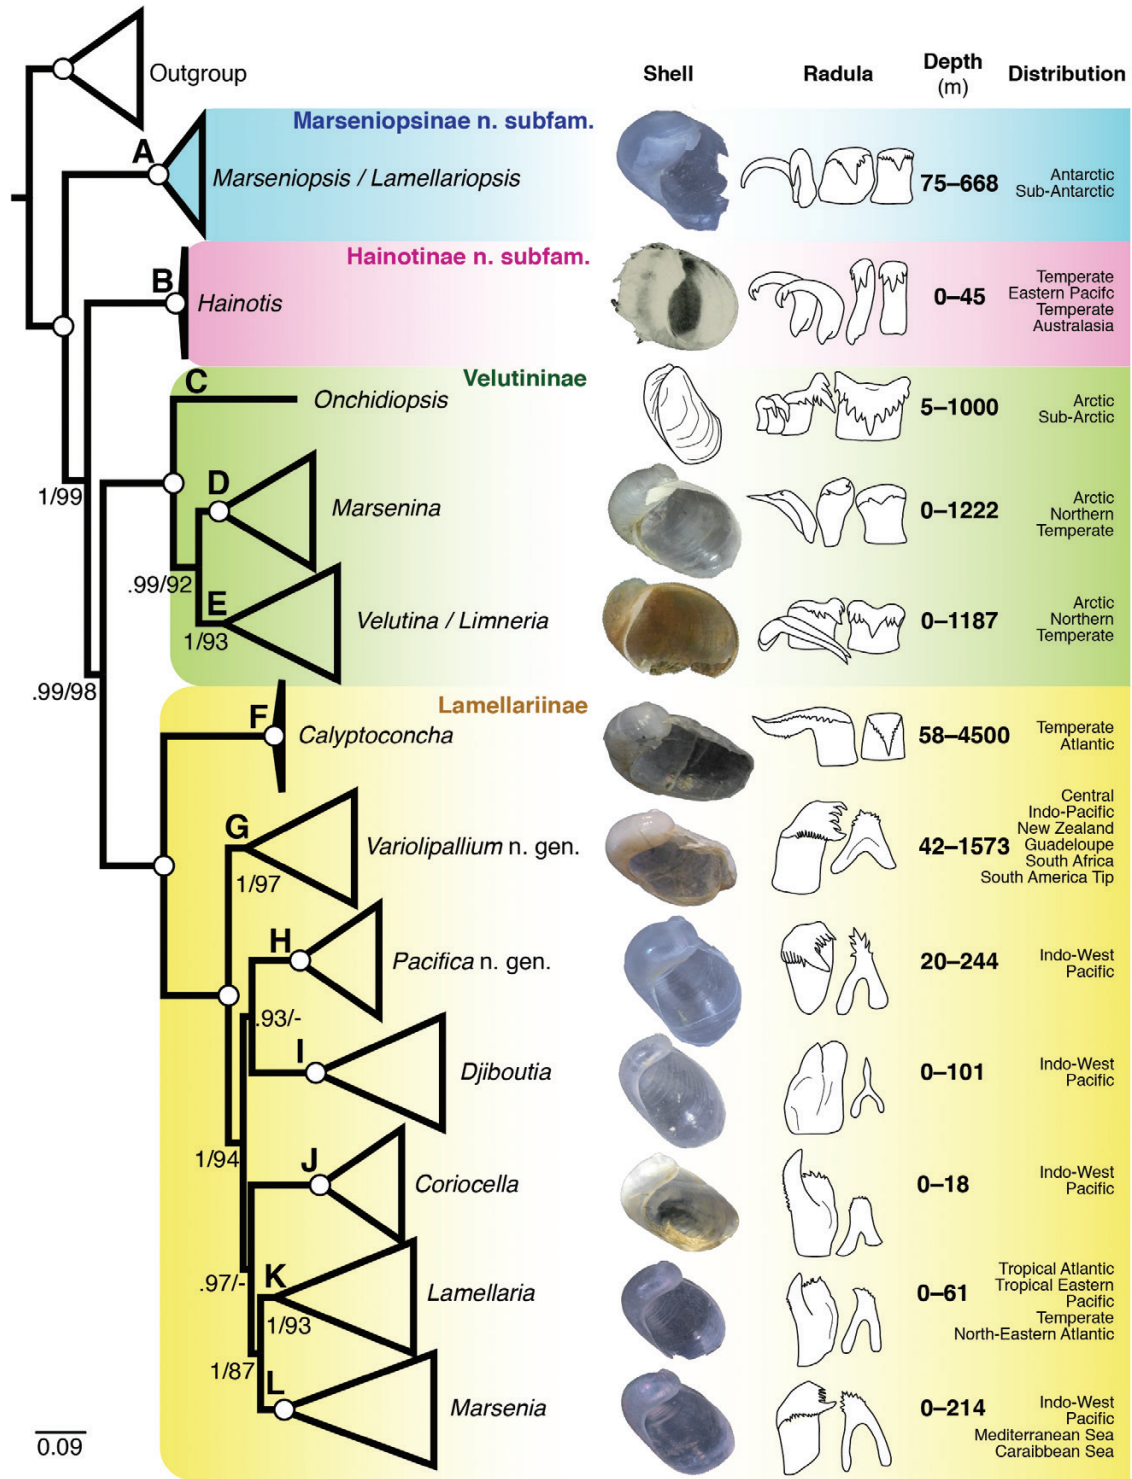 Outgroup
Shell
Radula
Depth
(m)
Distribution
Marseniopsinae n. subfam.
A
Marseniopsis / Lamellariopsis
75–668
Antarctic
Sub-Antarctic
Hainotinae n. subfam.
B
Hainotis
0–45
Temperate
Eastern Pacifc
Temperate
Australasia
Velutininae
C
Onchidiopsis
5–1000
Arctic
Sub-Arctic
1/99
D
Marsenina
0–1222
Arctic
Northern
Temperate
.99/92
E
Velutina / Limneria
1/93
0–1187
Arctic
Northern
Temperate
.99/98
Lamellariinae
F
Calyptoconcha
58–4500
Temperate
Atlantic
G
Variolipallium n. gen.
1/97
42–1573
Central
Indo-Pacific
New Zealand
Guadeloupe
South Africa
South America Tip
H
Pacifica n. gen.
20–244
Indo-West
Pacific
.93/-
I
Djiboutia
0–101
Indo-West
Pacific
1/94
J
Coriocella
0–18
Indo-West
Pacific
.97/-
K
Lamellaria
1/93
0–61
Tropical Atlantic
Tropical Eastern
Pacific
Temperate
North-Eastern Atlantic
1/87
L
Marsenia
0–214
Indo-West
Pacific
Mediterranean Sea
Caraibbean Sea
0.09